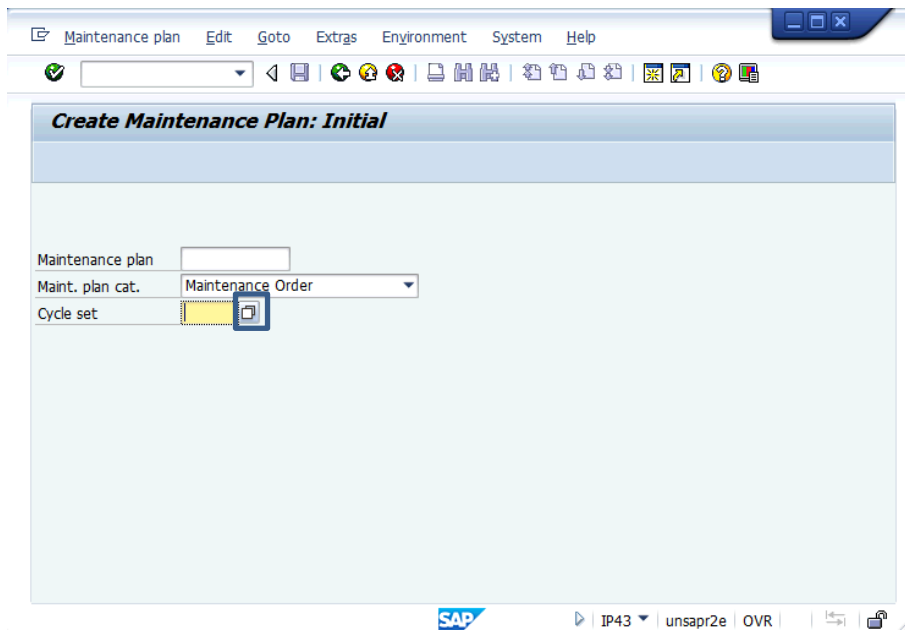 Maintenance plan Edit Goto Extras Environment System Help
Create Maintenance Plan: Initial
Maintenance plan
Maint. plan cat. Maintenance Order
Cycle set
SAP IP43 unsapr2e OVR